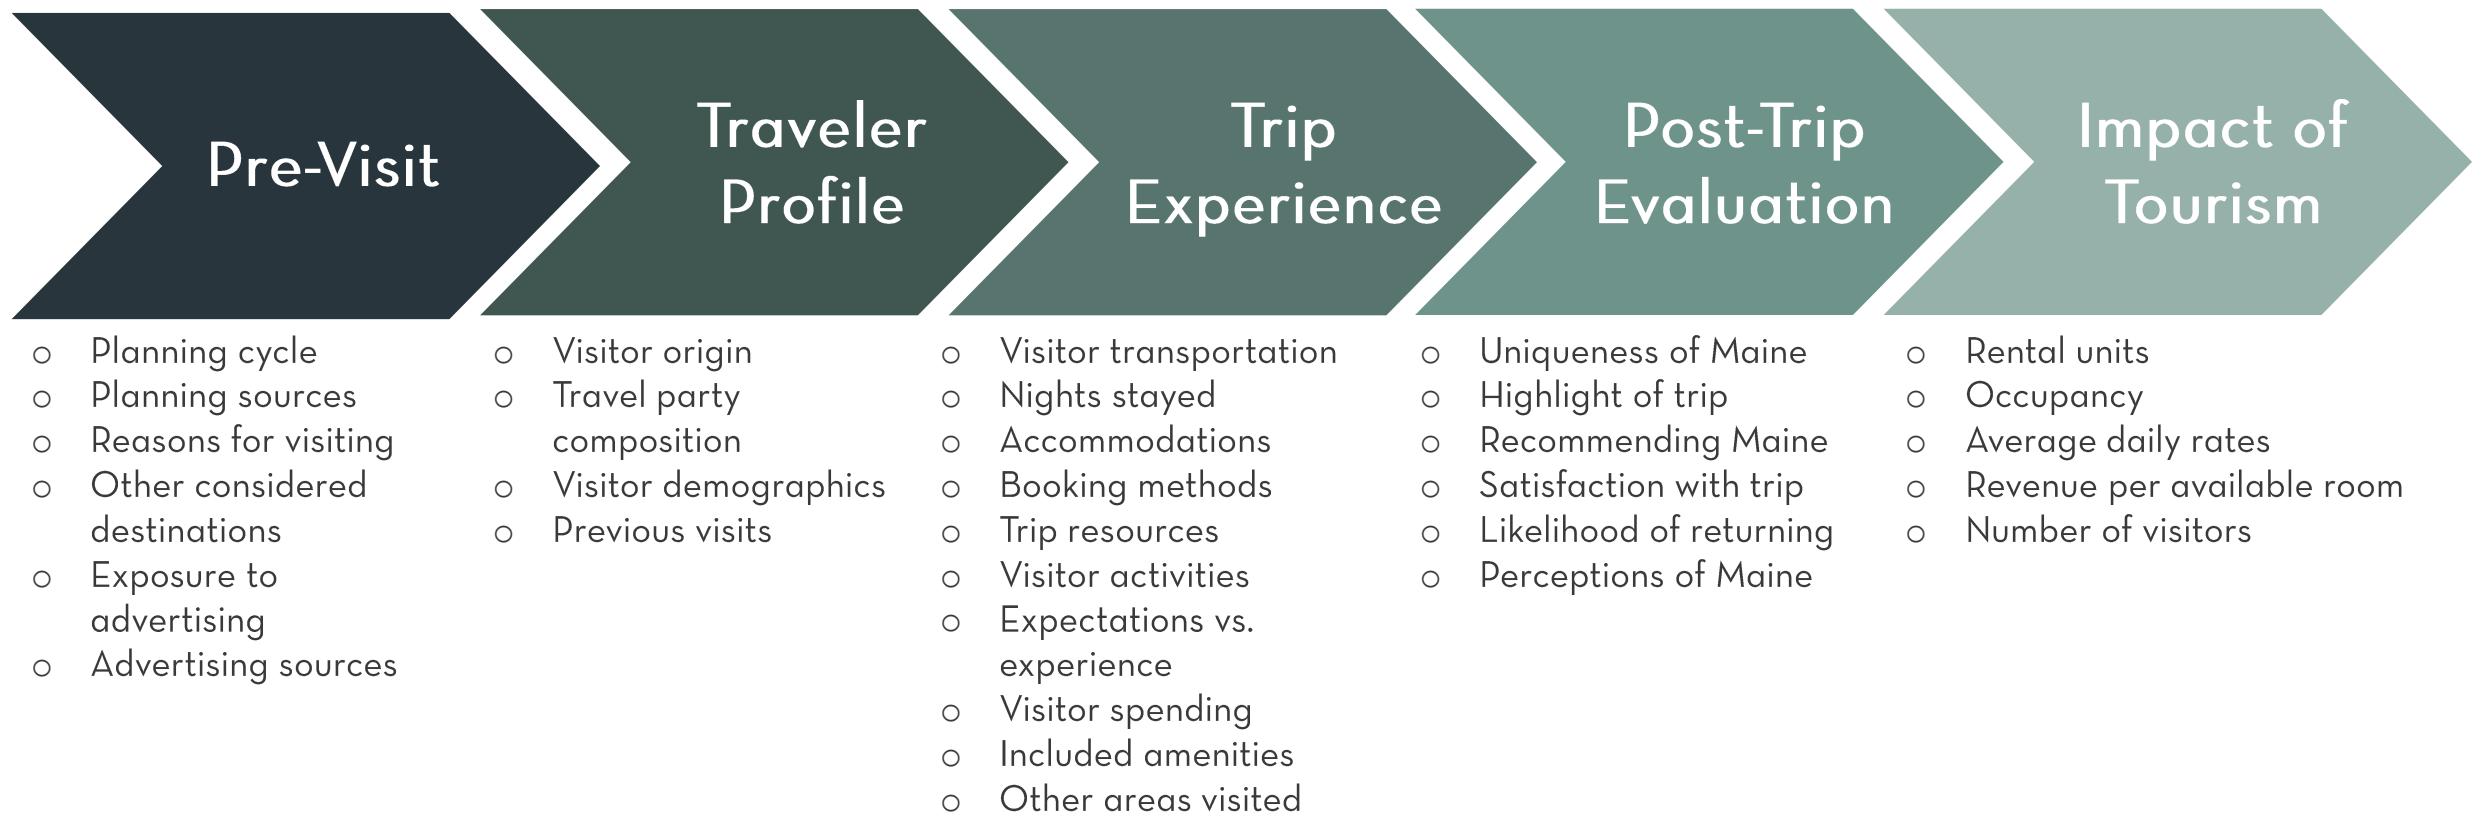 Pre-Visit
○ Planning cycle
○ Planning sources
○ Reasons for visiting
○ Other considered
destinations
○ Exposure to
advertising
○ Advertising sources
Traveler
Profile
○ Visitor origin
○ Travel party
composition
○ Visitor demographics
○ Previous visits
Trip
Experience
○ Visitor transportation
○ Nights stayed
○ Accommodations
○ Booking methods
○ Trip resources
○ Visitor activities
○ Expectations vs.
experience
○ Visitor spending
○ Included amenities
○ Other areas visited
Post-Trip
Evaluation
○ Uniqueness of Maine
○ Highlight of trip
○ Recommending Maine
○ Satisfaction with trip
○ Likelihood of returning
○ Perceptions of Maine
Impact of
Tourism
○ Rental units
○ Occupancy
○ Average daily rates
○ Revenue per available room
○ Number of visitors